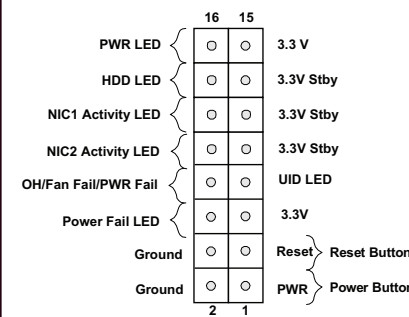 16 15
PWR LED 3.3 V
HDD LED 3.3V Stby
NIC1 Activity LED 3.3V Stby
NIC2 Activity LED 3.3V Stby
OH/Fan Fail/PWR Fail UID LED
Power Fail LED 3.3V
Ground Reset Reset Button
Ground PWR Power Button
2 1